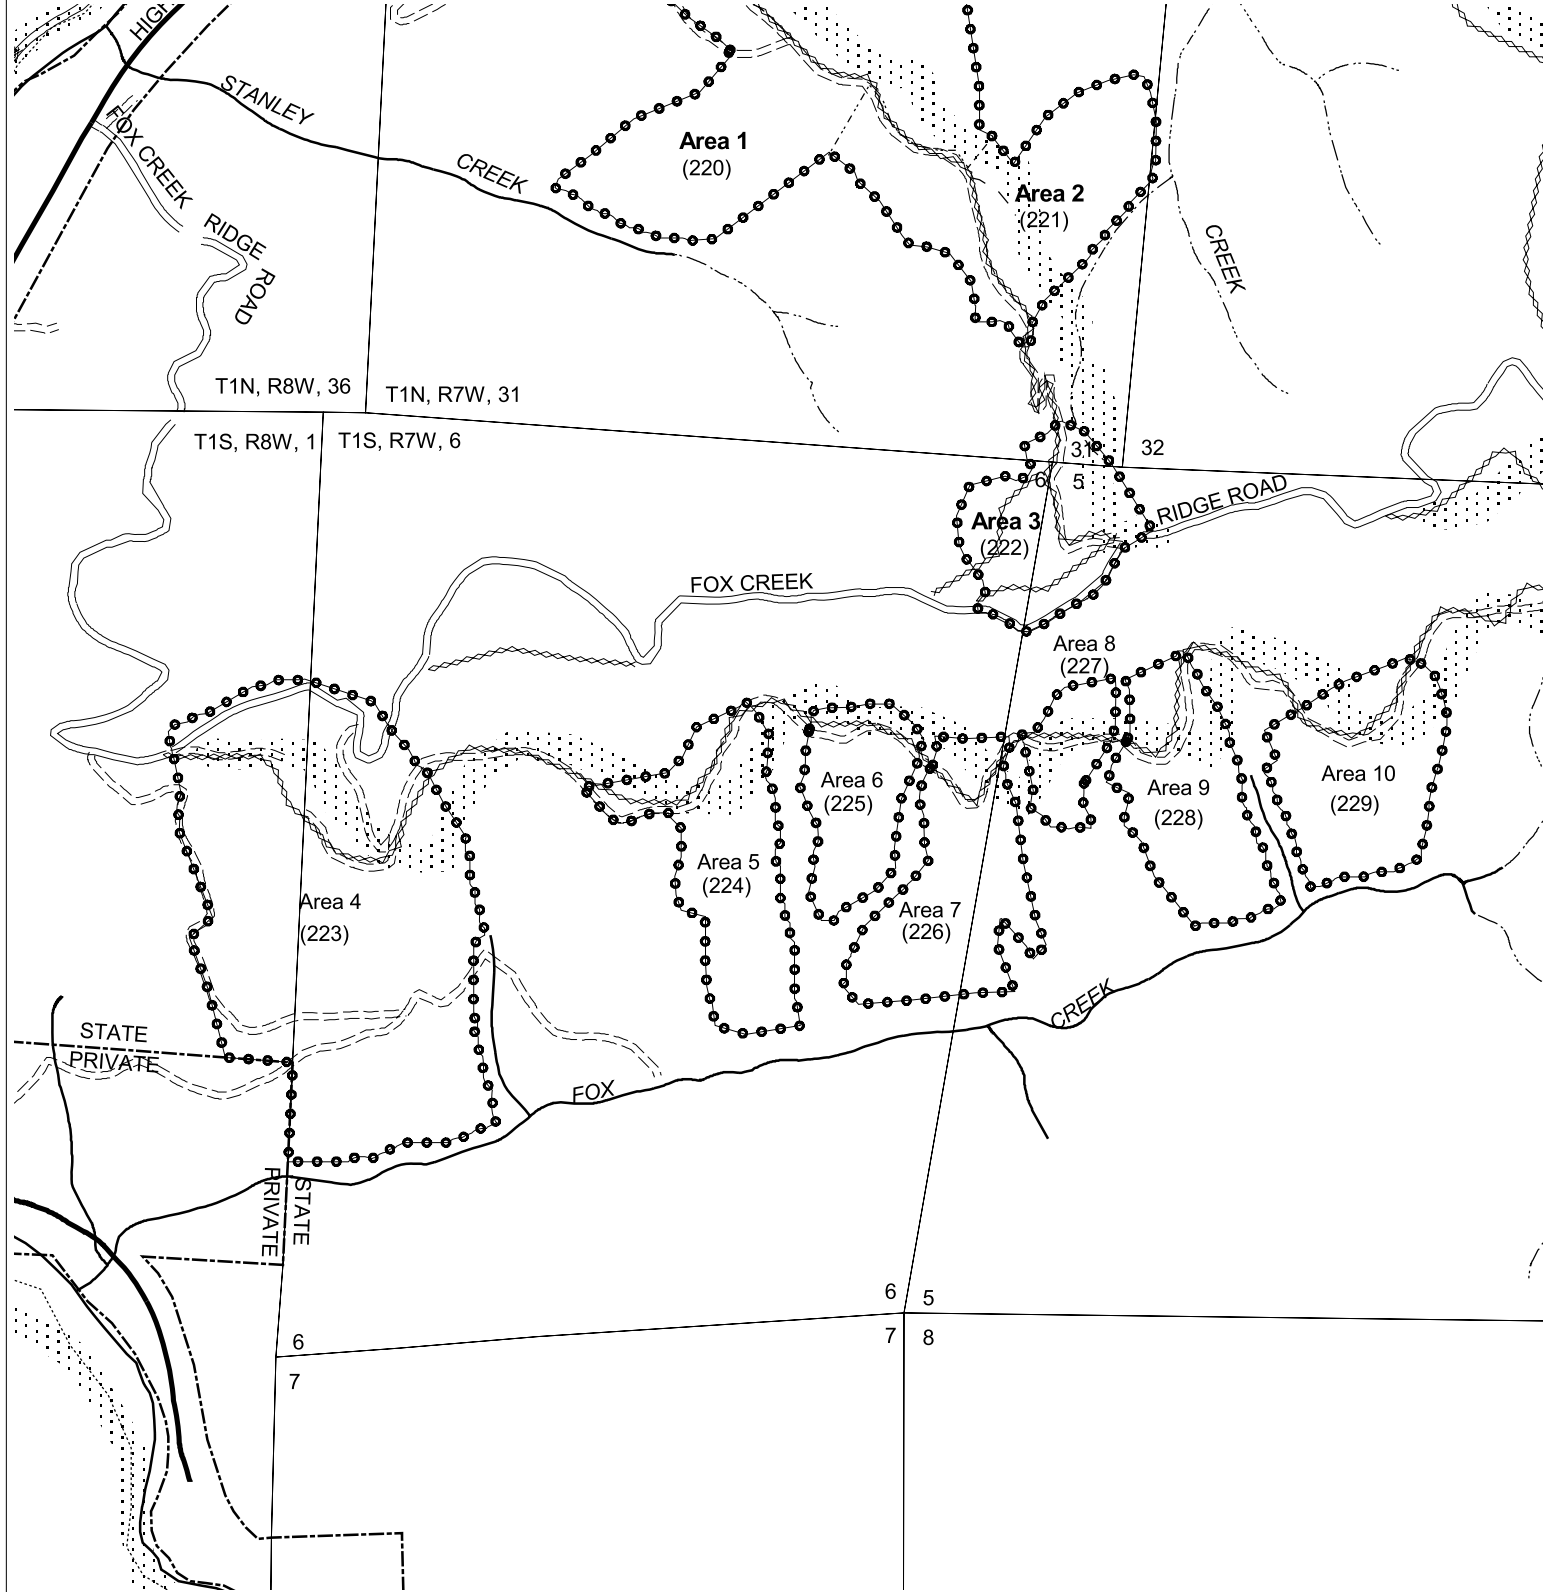 HIGH
STANLEY
CREEK
FOX CREEK
RIDGE
ROAD
Area 1
(220)
Area 2
(221)
CREEK
T1N, R8W, 36
T1N, R7W, 31
T1S, R8W, 1
T1S, R7W, 6
31
32
6
5
RIDGE ROAD
Area 3
(222)
FOX CREEK
Area 8
(227)
Area 6
(225)
Area 9
(228)
Area 10
(229)
Area 5
(224)
Area 4
(223)
Area 7
(226)
STATE
PRIVATE
CREEK
FOX
PRIVATE
STATE
6
5
7
8
6
7